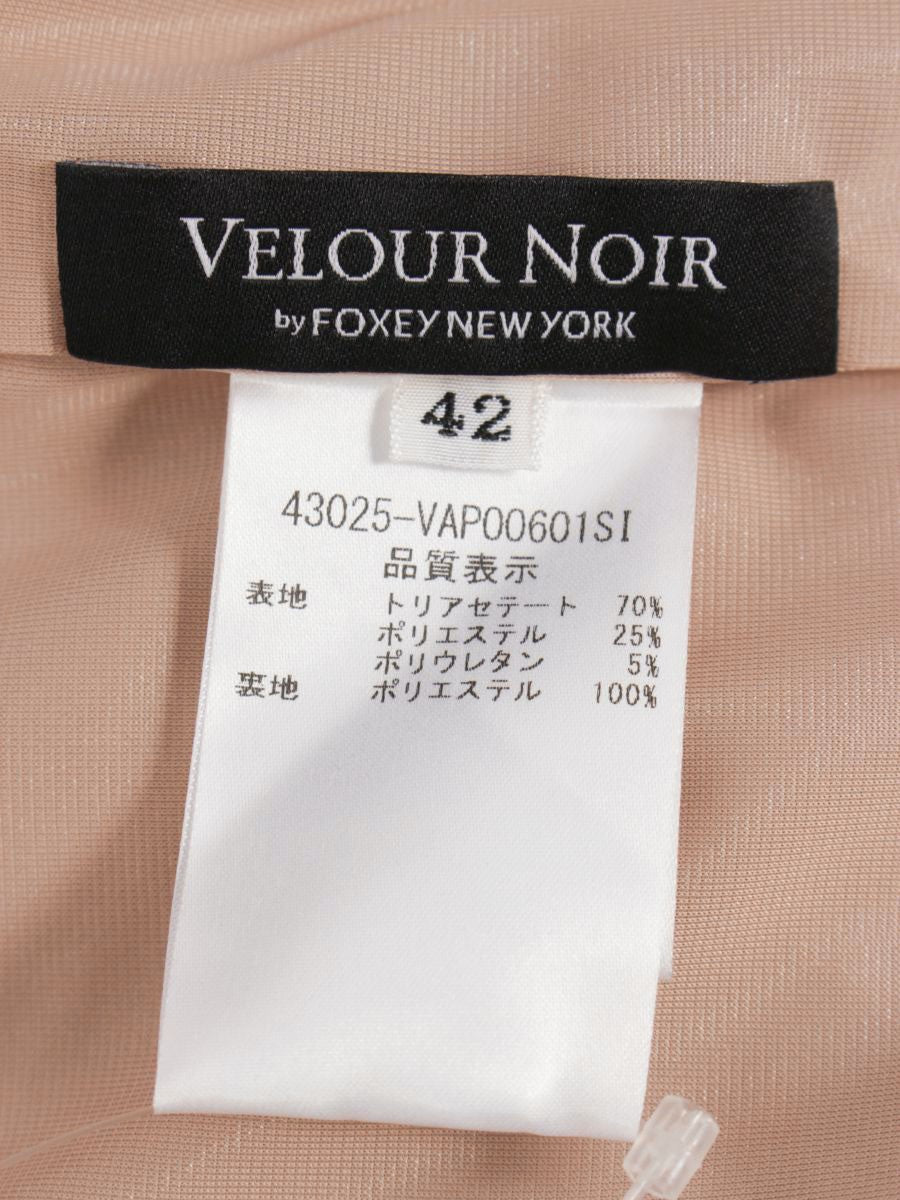 VELOUR NOIR
by FOXEY NEW YORK
42
43025-VAP00601SI
品質表示
表地 トリアセテート 70%
ポリエステル 25%
ポリウレタン 5%
裏地 ポリエステル 100%